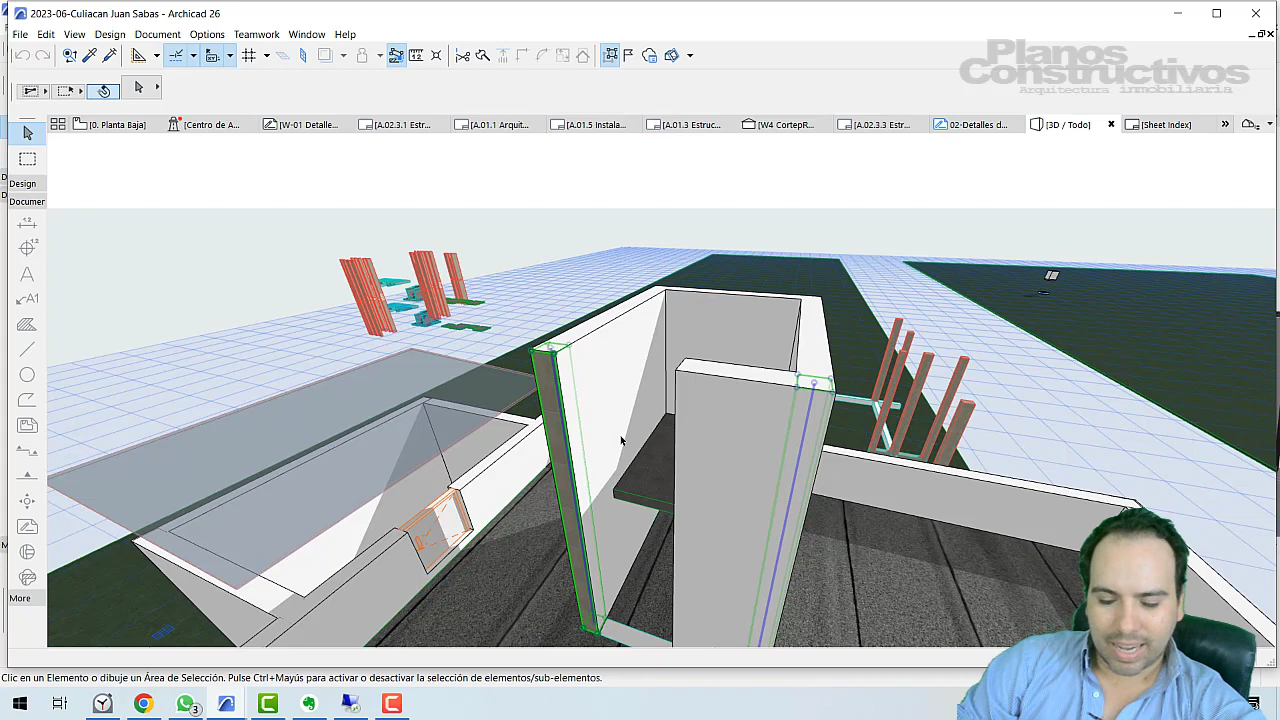 2023-06-Culiacan Juan Sabas - Archicad 26
File Edit View Design Document Options Teamwork Window Help
Planos
Constructivos
Arquitectura inmobiliaria
[0. Planta Baja] [Centro de A... [W-01 Detalle... [A.02.3.1 Estr... [A.01.1 Arquit... [A.01.5 Instala... [A.01.3 Estruc... [W4 CortepR... [A.02.3.3 Estr... 02-Detalles d... [3D / Todo] [Sheet Index]
Design
Documer
More
Clic en un Elemento o dibuje un Área de Selección. Pulse Ctrl+Mayús para activar o desactivar la selección de elementos/sub-elementos.
3